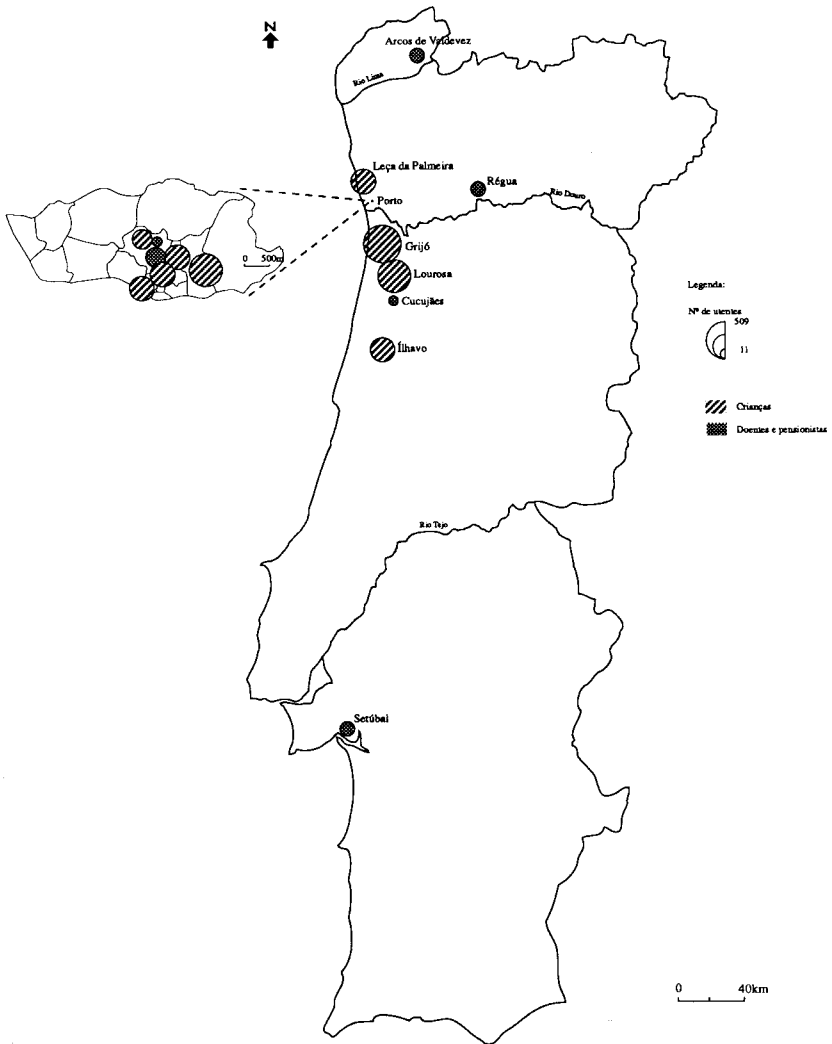 N
Arcos de Valdevez
Rio Lima
Leça da Palmeira
Porto
Régua
Rio Douro
0 500m
Grijó
Lourosa
Cucujães
Ílhavo
Legenda:
Nº de utentes
509
11
Crianças
Doentes e pensionistas
Rio Tejo
Setúbal
0 40km